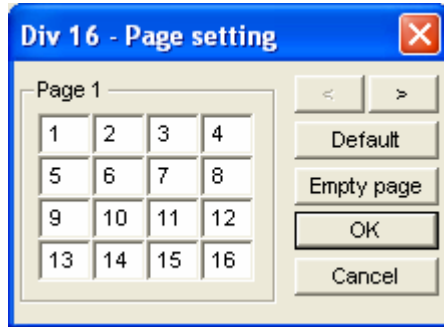 Div 16 - Page setting
Page 1
1 2 3 4
5 6 7 8
9 10 11 12
13 14 15 16
< >
Default
Empty page
OK
Cancel